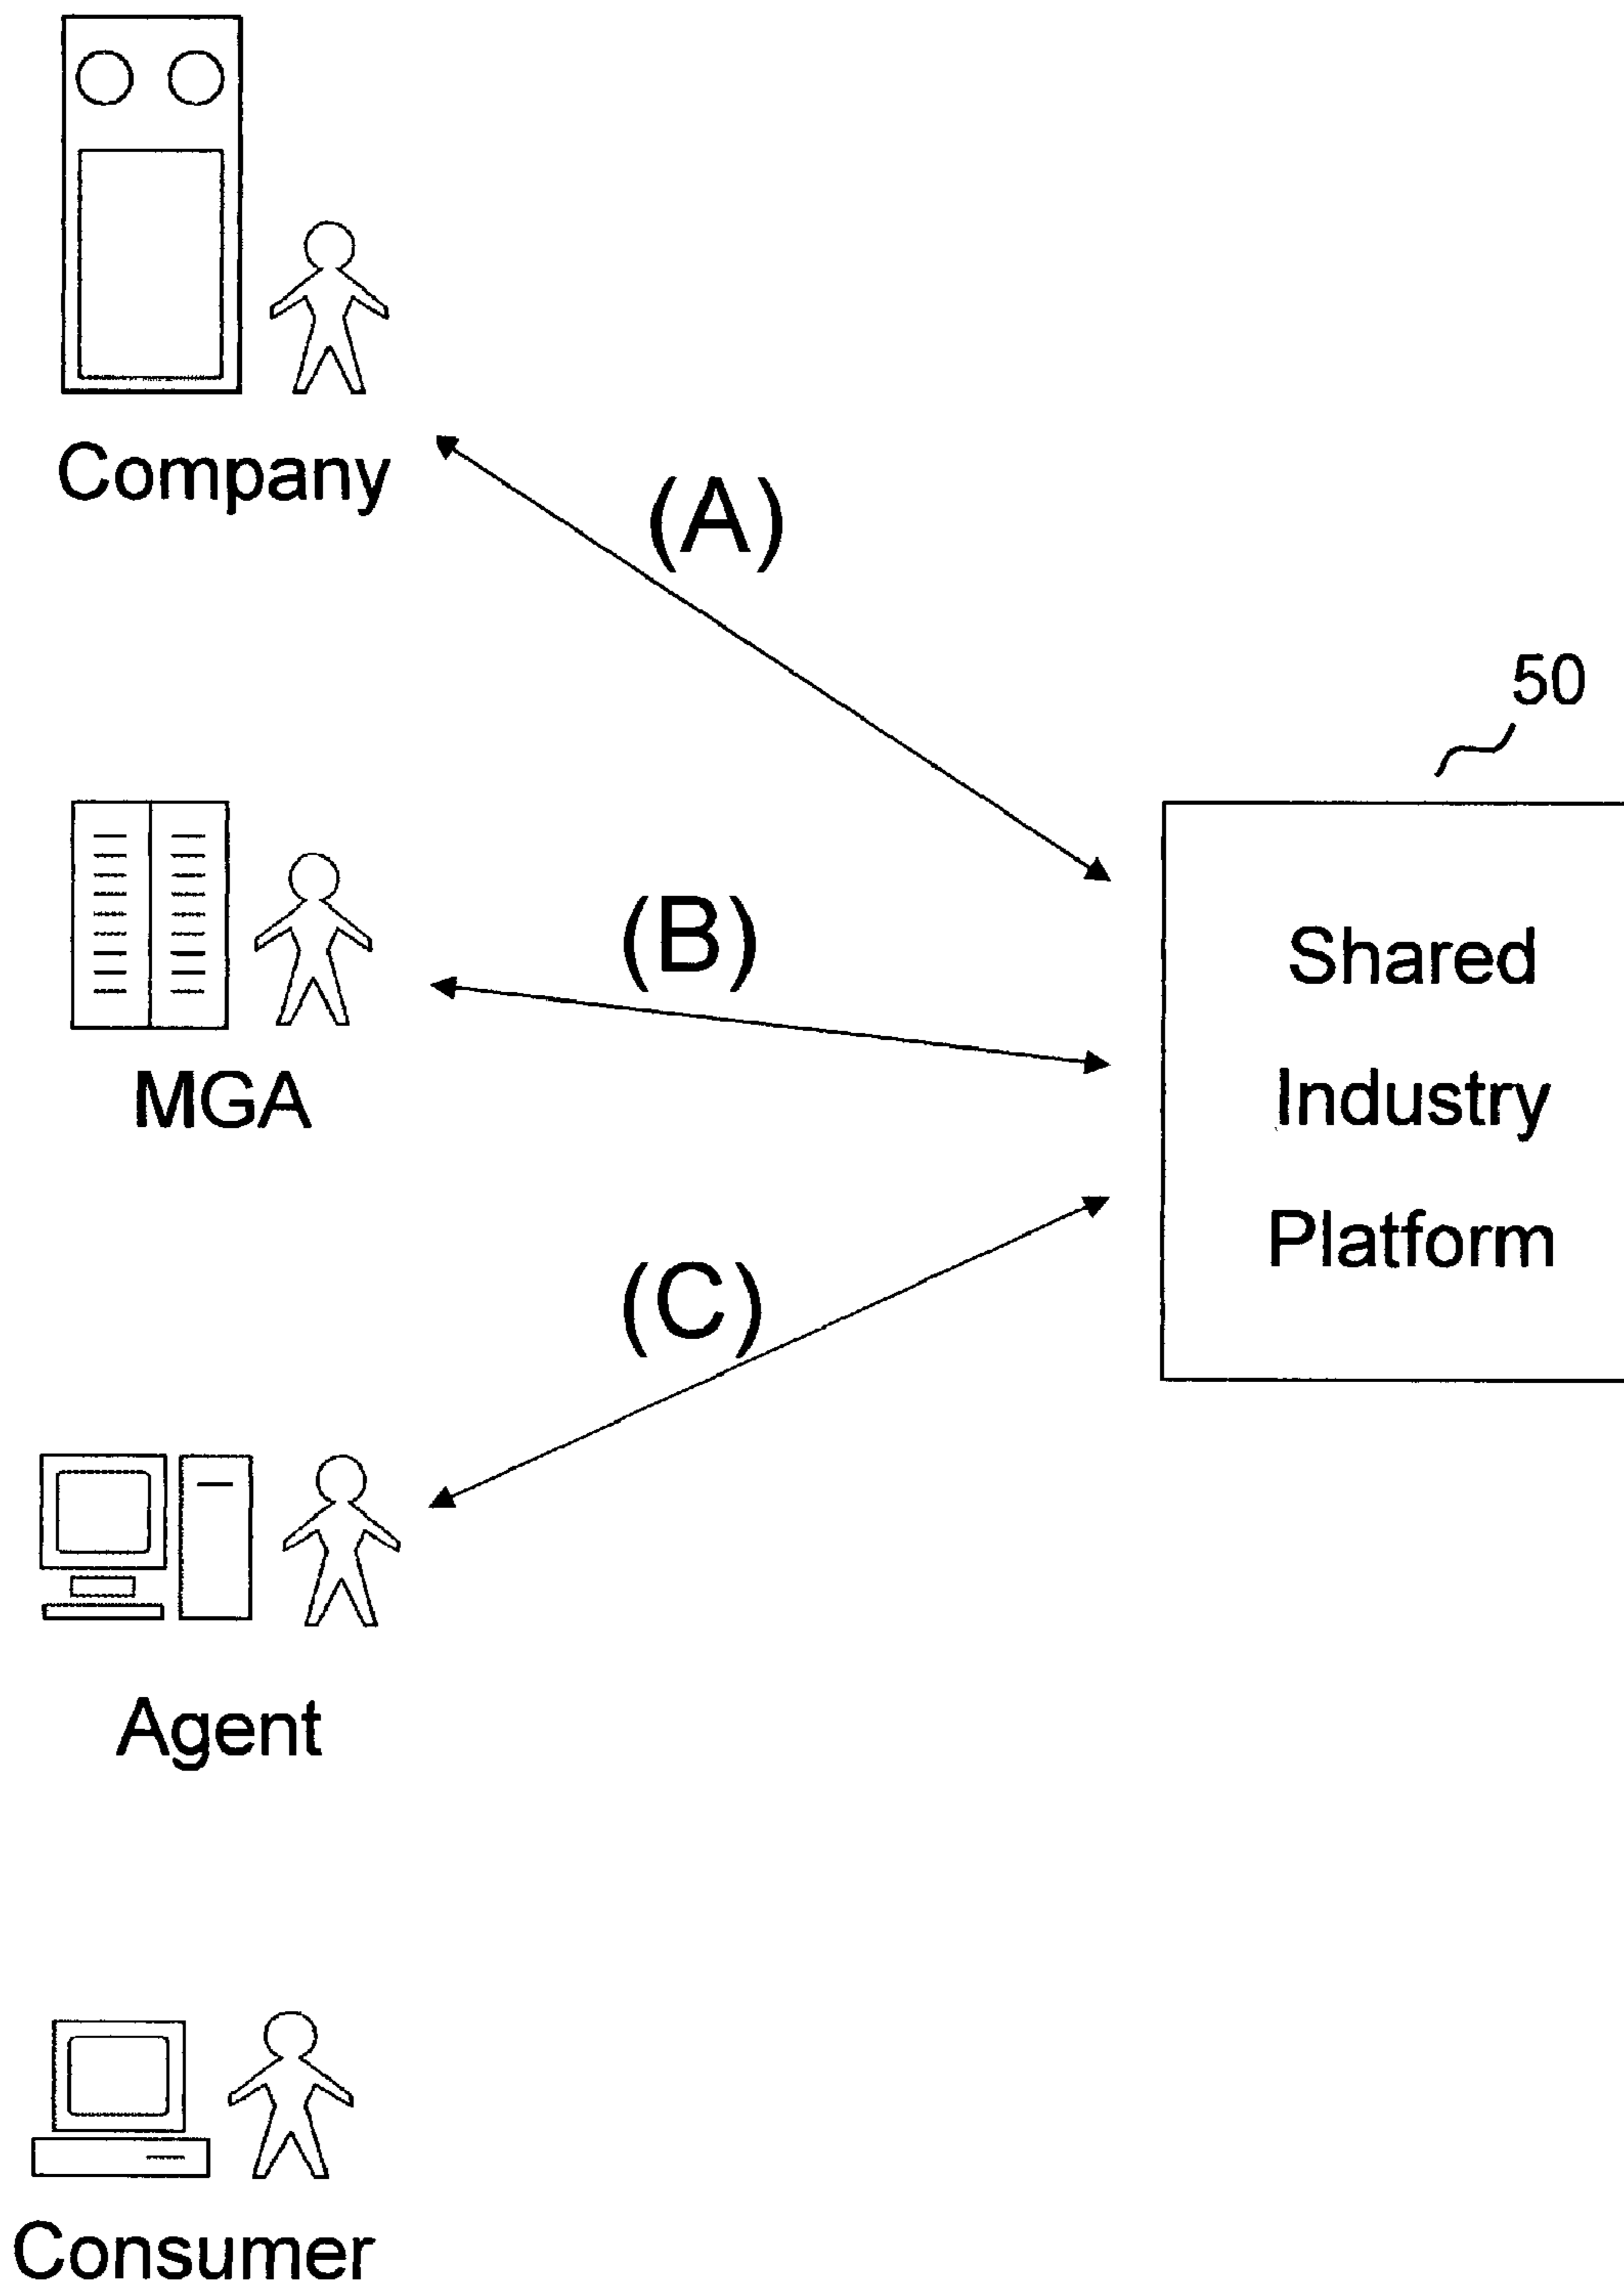 Company
(A)
50
(B)
Shared
Industry
Platform
MGA
(C)
Agent
Consumer